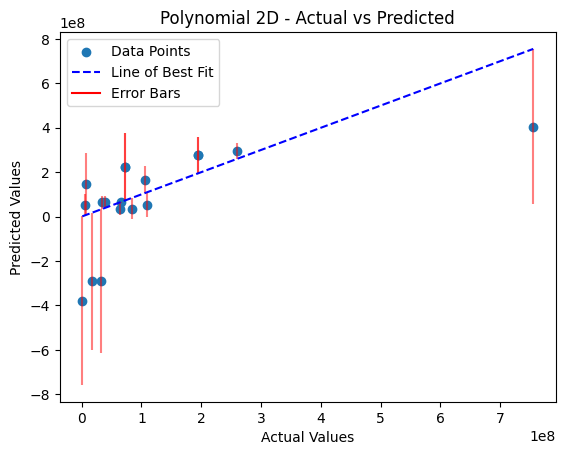 Polynomial 2D - Actual vs Predicted
1e8
Data Points
Line of Best Fit
Error Bars
8
6
4
2
0
−2
−4
−6
−8
Predicted Values
0 1 2 3 4 5 6 7
1e8
Actual Values